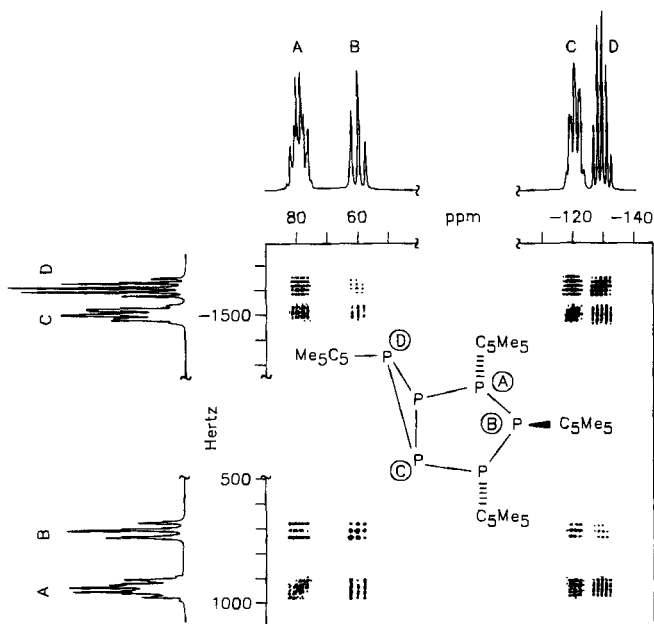 A B C D
80 60 ppm -120 -140
D
C
-1500
Hertz
500
B
A
1000
Me5C5 P D
C5Me5
P P A
B P C5Me5
C P P
C5Me5